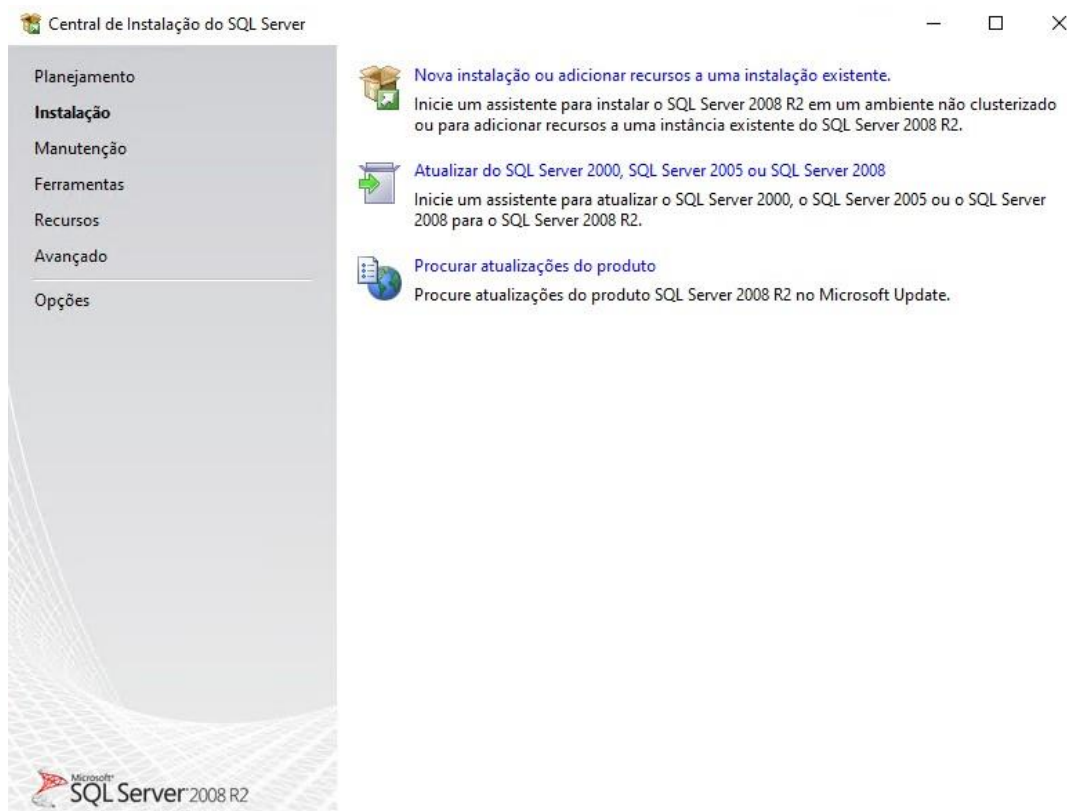 Central de Instalação do SQL Server
Planejamento
Instalação
Manutenção
Ferramentas
Recursos
Avançado
Opções
Nova instalação ou adicionar recursos a uma instalação existente.
Inicie um assistente para instalar o SQL Server 2008 R2 em um ambiente não clusterizado
ou para adicionar recursos a uma instância existente do SQL Server 2008 R2.
Atualizar do SQL Server 2000, SQL Server 2005 ou SQL Server 2008
Inicie um assistente para atualizar o SQL Server 2000, o SQL Server 2005 ou o SQL Server
2008 para o SQL Server 2008 R2.
Procurar atualizações do produto
Procure atualizações do produto SQL Server 2008 R2 no Microsoft Update.
Microsoft
SQL Server 2008 R2